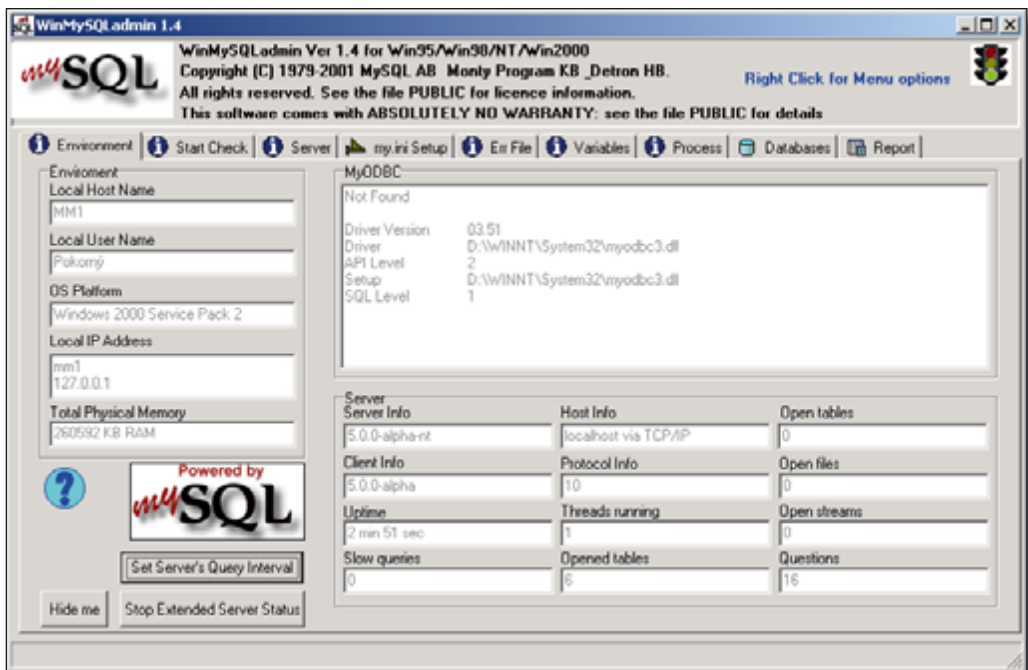 WinMySQLadmin 1.4
mySQL
WinMySQLadmin Ver 1.4 for Win95/Win98/NT/Win2000
Copyright (C) 1979-2001 MySQL AB Monty Program KB _Detron HB.
All rights reserved. See the file PUBLIC for licence information.
This software comes with ABSOLUTELY NO WARRANTY: see the file PUBLIC for details
Right Click for Menu options
Environment Start Check Server my.ini Setup Err File Variables Process Databases Report
Enviroment
Local Host Name
MM1
Local User Name
Pokorný
OS Platform
Windows 2000 Service Pack 2
Local IP Address
mm1
127.0.0.1
Total Physical Memory
260592 KB RAM
MyODBC
Not Found
Driver Version 03.51
Driver D:\WINNT\System32\myodbc3.dll
API Level 2
Setup D:\WINNT\System32\myodbc3.dll
SQL Level 1
Server
Server Info Host Info Open tables
5.0.0-alpha-nt localhost via TCP/IP 0
Client Info Protocol Info Open files
5.0.0-alpha 10 0
Uptime Threads running Open streams
2 min 51 sec 1 0
Slow queries Opened tables Questions
0 6 16
Powered by
mySQL
Set Server's Query Interval
Hide me Stop Extended Server Status